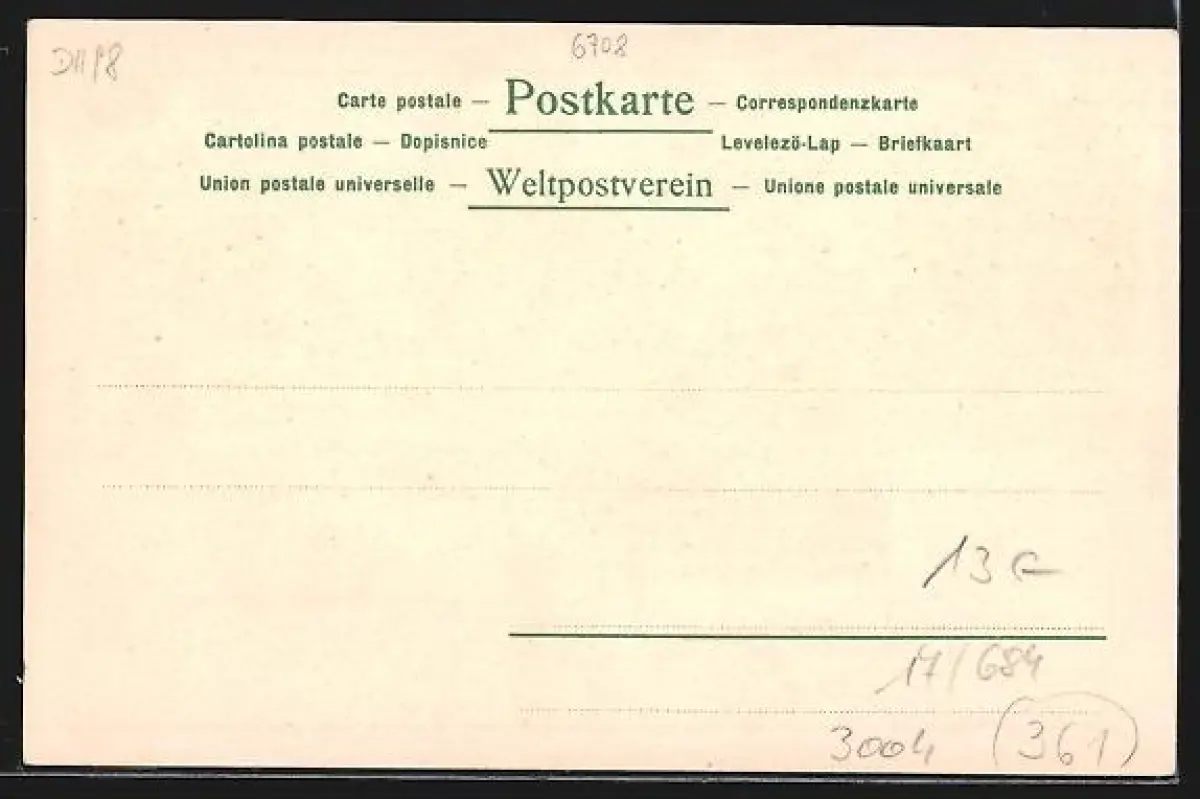 6708
Carte postale — Postkarte — Correspondenzkarte
Cartolina postale — Dopisnice Levelezö-Lap — Briefkaart
Union postale universelle — Weltpostverein — Unione postale universale
13
17/684
3004 (361)